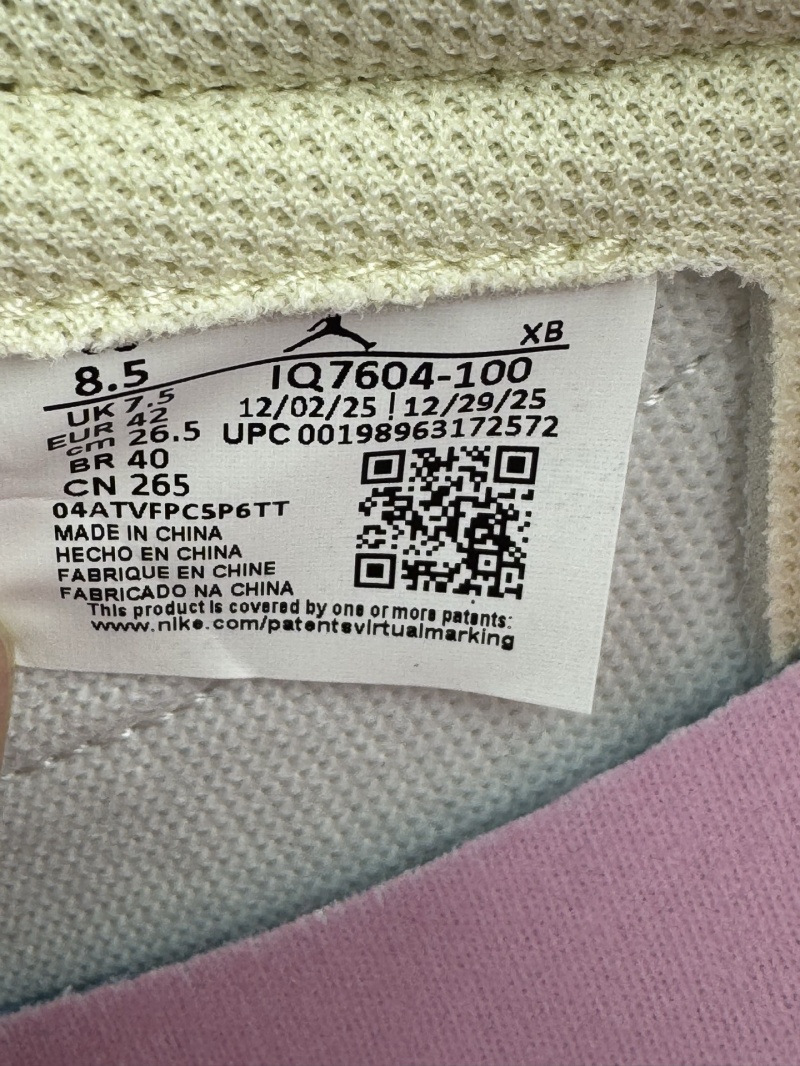 XB
8.5
IQ7604-100
UK 7.5
12/02/25 | 12/29/25
EUR 42
UPC 00198963172572
cm 26.5
BR 40
CN 265
04ATVFPC5P6TT
MADE IN CHINA
HECHO EN CHINA
FABRIQUE EN CHINE
FABRICADO NA CHINA
This product is covered by one or more patents:
www.nike.com/patentsvirtualmarking